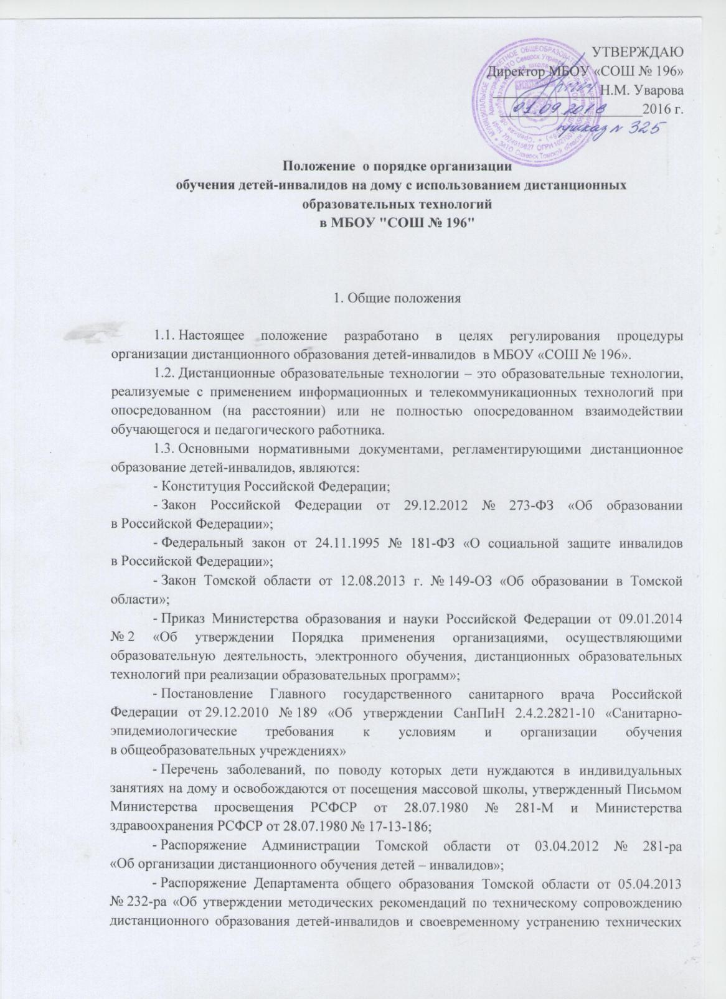 УТВЕРЖДАЮ
Директор МБОУ «СОШ № 196»
Н.М. Уварова
01.09.2016 2016 г.
приказ № 325
Положение о порядке организации
обучения детей-инвалидов на дому с использованием дистанционных
образовательных технологий
в МБОУ "СОШ № 196"
1. Общие положения
1.1. Настоящее положение разработано в целях регулирования процедуры
организации дистанционного образования детей-инвалидов в МБОУ «СОШ № 196».
1.2. Дистанционные образовательные технологии – это образовательные технологии,
реализуемые с применением информационных и телекоммуникационных технологий при
опосредованном (на расстоянии) или не полностью опосредованном взаимодействии
обучающегося и педагогического работника.
1.3. Основными нормативными документами, регламентирующими дистанционное
образование детей-инвалидов, являются:
- Конституция Российской Федерации;
- Закон Российской Федерации от 29.12.2012 № 273-ФЗ «Об образовании
в Российской Федерации»;
- Федеральный закон от 24.11.1995 № 181-ФЗ «О социальной защите инвалидов
в Российской Федерации»;
- Закон Томской области от 12.08.2013 г. № 149-ОЗ «Об образовании в Томской
области»;
- Приказ Министерства образования и науки Российской Федерации от 09.01.2014
№ 2 «Об утверждении Порядка применения организациями, осуществляющими
образовательную деятельность, электронного обучения, дистанционных образовательных
технологий при реализации образовательных программ»;
- Постановление Главного государственного санитарного врача Российской
Федерации от 29.12.2010 № 189 «Об утверждении СанПиН 2.4.2.2821-10 «Санитарно-
эпидемиологические требования к условиям и организации обучения
в общеобразовательных учреждениях»
- Перечень заболеваний, по поводу которых дети нуждаются в индивидуальных
занятиях на дому и освобождаются от посещения массовой школы, утвержденный Письмом
Министерства просвещения РСФСР от 28.07.1980 № 281-М и Министерства
здравоохранения РСФСР от 28.07.1980 № 17-13-186;
- Распоряжение Администрации Томской области от 03.04.2012 № 281-ра
«Об организации дистанционного обучения детей – инвалидов»;
- Распоряжение Департамента общего образования Томской области от 05.04.2013
№ 232-ра «Об утверждении методических рекомендаций по техническому сопровождению
дистанционного образования детей-инвалидов и своевременному устранению технических